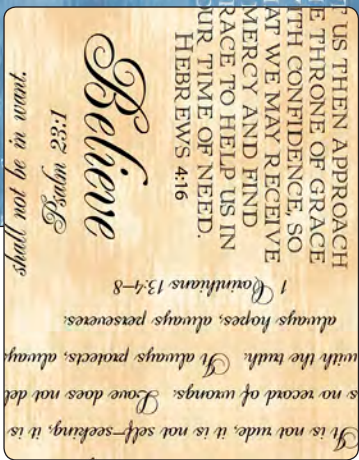 T US THEN APPROACH
E THRONE OF GRACE
TH CONFIDENCE, SO
AT WE MAY RECEIVE
MERCY AND FIND
RACE TO HELP US IN
UR TIME OF NEED.
HEBREWS 4:16
Believe
shall not be in want.
Psalm 23:1
It is not rude, it is not self-seeking, it is
s no record of wrongs. Love does not del
with the truth. It always protects, alway
always hopes, always perseveres.
1 Corinthians 13:4-8